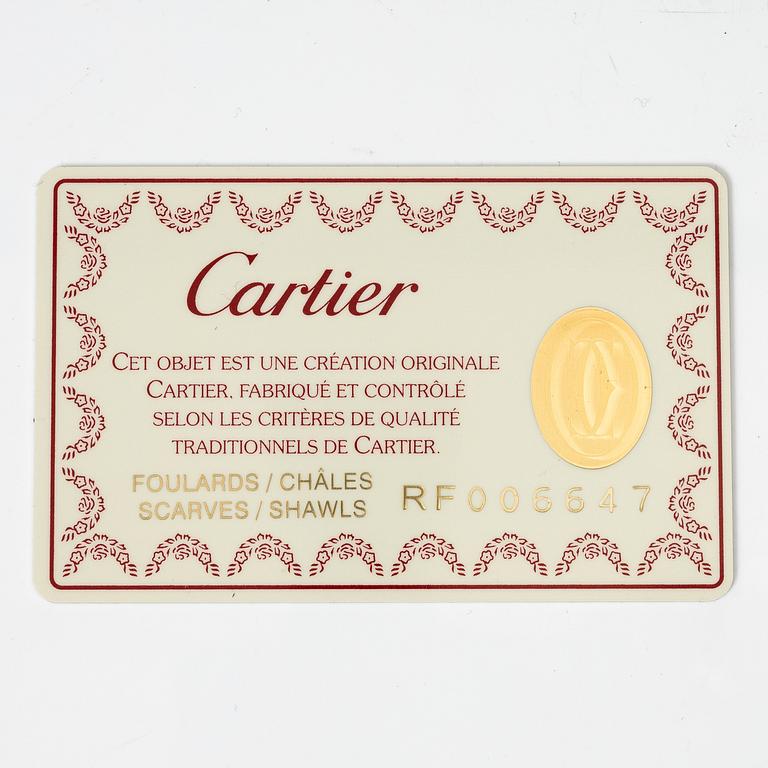 Cartier
CET OBJET EST UNE CRÉATION ORIGINALE
CARTIER, FABRIQUÉ ET CONTRÔLÉ
SELON LES CRITÈRES DE QUALITÉ
TRADITIONNELS DE CARTIER.
FOULARDS / CHÂLES
SCARVES / SHAWLS
RF006647